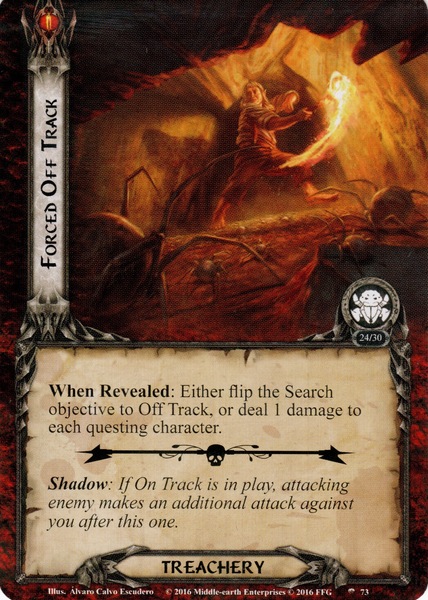 FORCED OFF TRACK
24/30
When Revealed: Either flip the Search
objective to Off Track, or deal 1 damage to
each questing character.
Shadow: If On Track is in play, attacking
enemy makes an additional attack against
you after this one.
TREACHERY
Illus. Álvaro Calvo Escudero © 2016 Middle-earth Enterprises © 2016 FFG 73